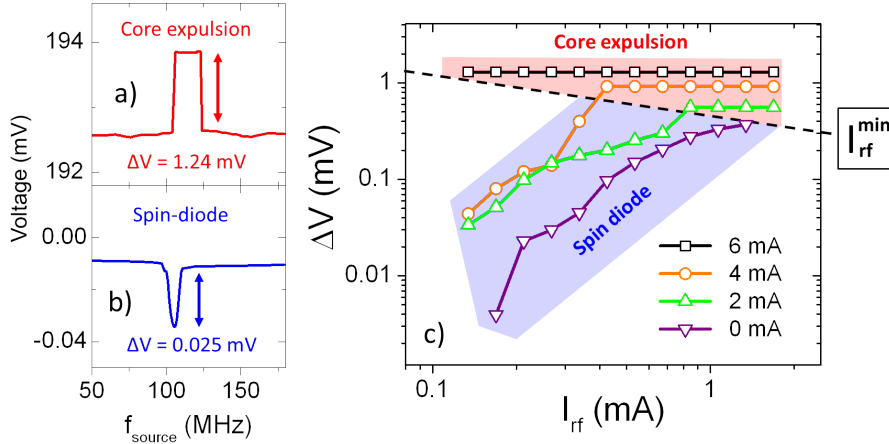 194
Core expulsion
a)
ΔV = 1.24 mV
192
Voltage (mV)
Spin-diode
0.00
b)
ΔV = 0.025 mV
-0.04
50
100
150
f_source (MHz)
Core expulsion
1
0.1
0.01
ΔV (mV)
I_rf^min
Spin diode
6 mA
4 mA
2 mA
0 mA
c)
0.1
1
I_rf (mA)